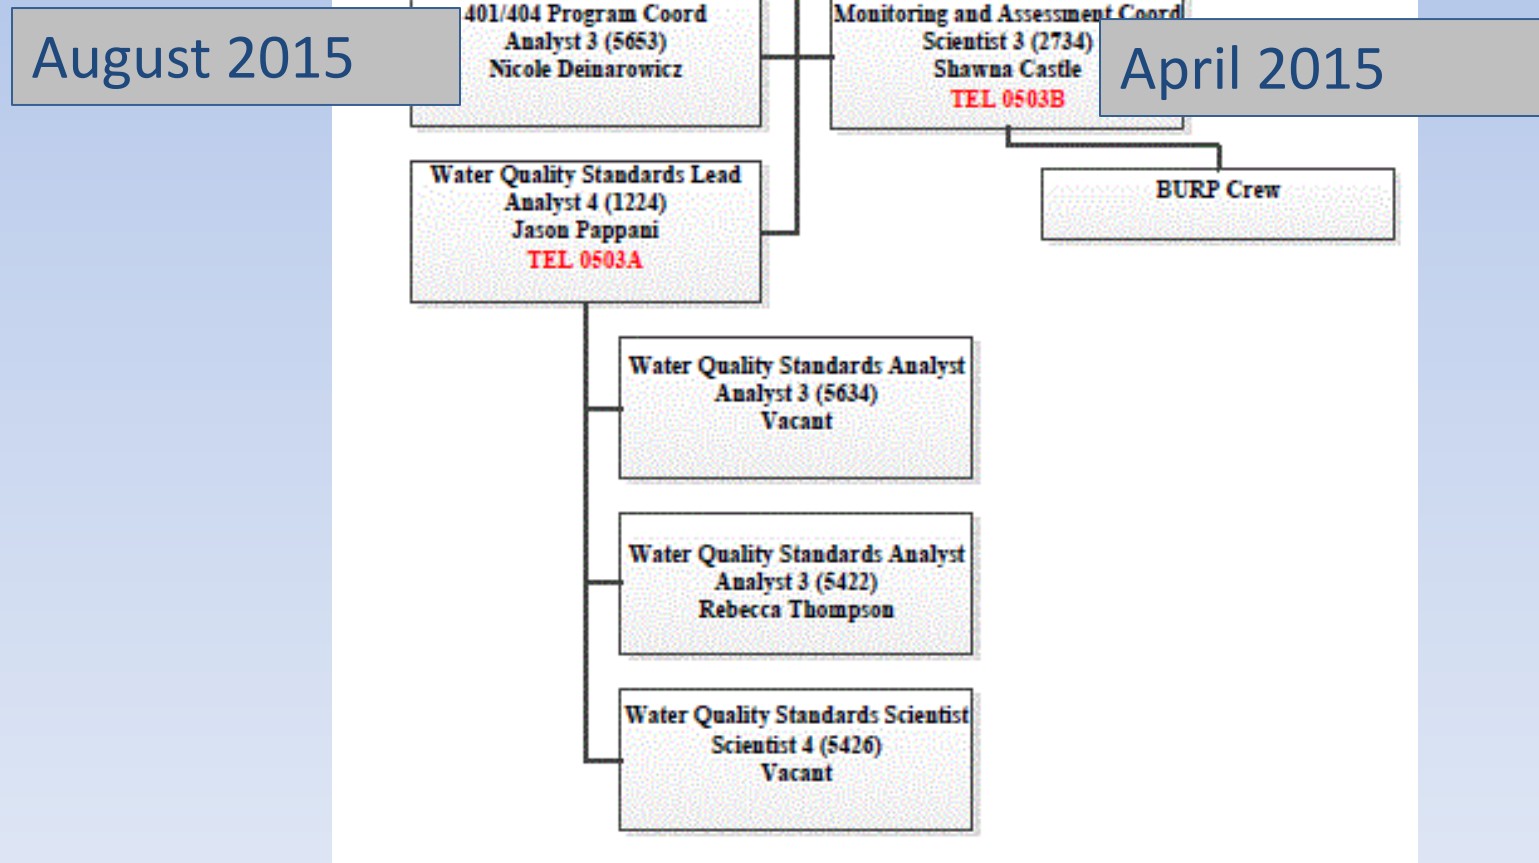 August 2015
401/404 Program Coord
Analyst 3 (5653)
Nicole Deinarowicz
Monitoring and Assessment Coord
Scientist 3 (2734)
Shawna Castle
TEL 0503B
April 2015
Water Quality Standards Lead
Analyst 4 (1224)
Jason Pappani
TEL 0503A
BURP Crew
Water Quality Standards Analyst
Analyst 3 (5634)
Vacant
Water Quality Standards Analyst
Analyst 3 (5422)
Rebecca Thompson
Water Quality Standards Scientist
Scientist 4 (5426)
Vacant